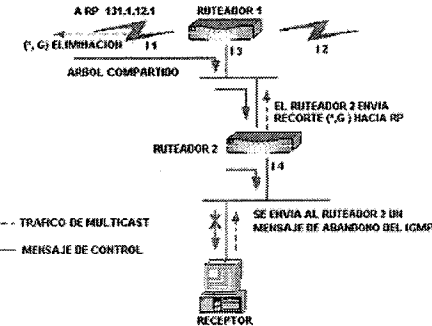 A RP 131.1.12.1
RUTEADOR 1
(*, G) ELIMINACION
I1
I3
I2
ARBOL COMPARTIDO
EL RUTEADOR 2 ENVIA
RECORTE (*,G ) HACIA RP
RUTEADOR 2
I4
TRAFICO DE MULTICAST
MENSAJE DE CONTROL
SE ENVIA AL RUTEADOR 2 UN
MENSAJE DE ABANDONO DEL IGMP
RECEPTOR